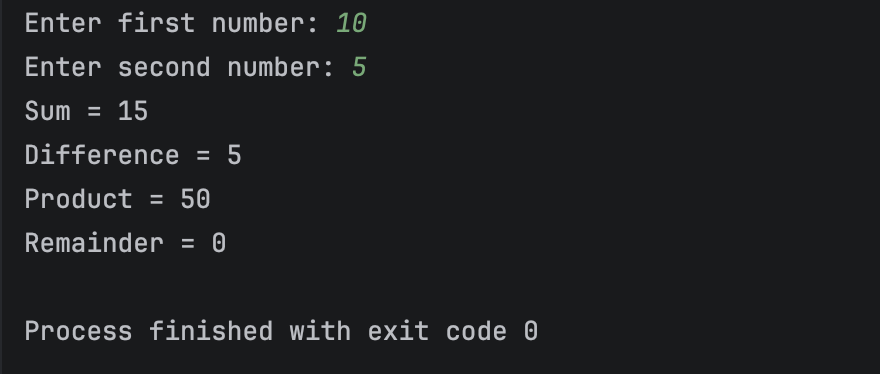 Enter first number: 10
Enter second number: 5
Sum = 15
Difference = 5
Product = 50
Remainder = 0
Process finished with exit code 0